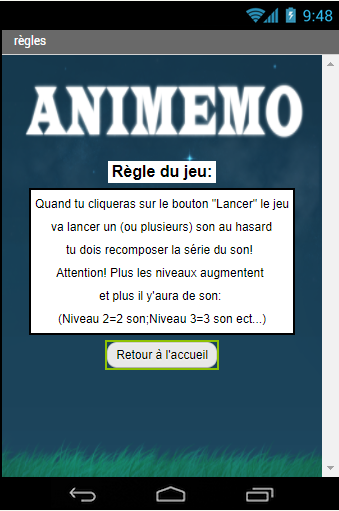 9:48
règles
ANIMEMO
Règle du jeu:
Quand tu cliqueras sur le bouton "Lancer" le jeu
va lancer un (ou plusieurs) son au hasard
tu dois recomposer la série du son!
Attention! Plus les niveaux augmentent
et plus il y'aura de son:
(Niveau 2=2 son;Niveau 3=3 son ect...)
Retour à l'accueil